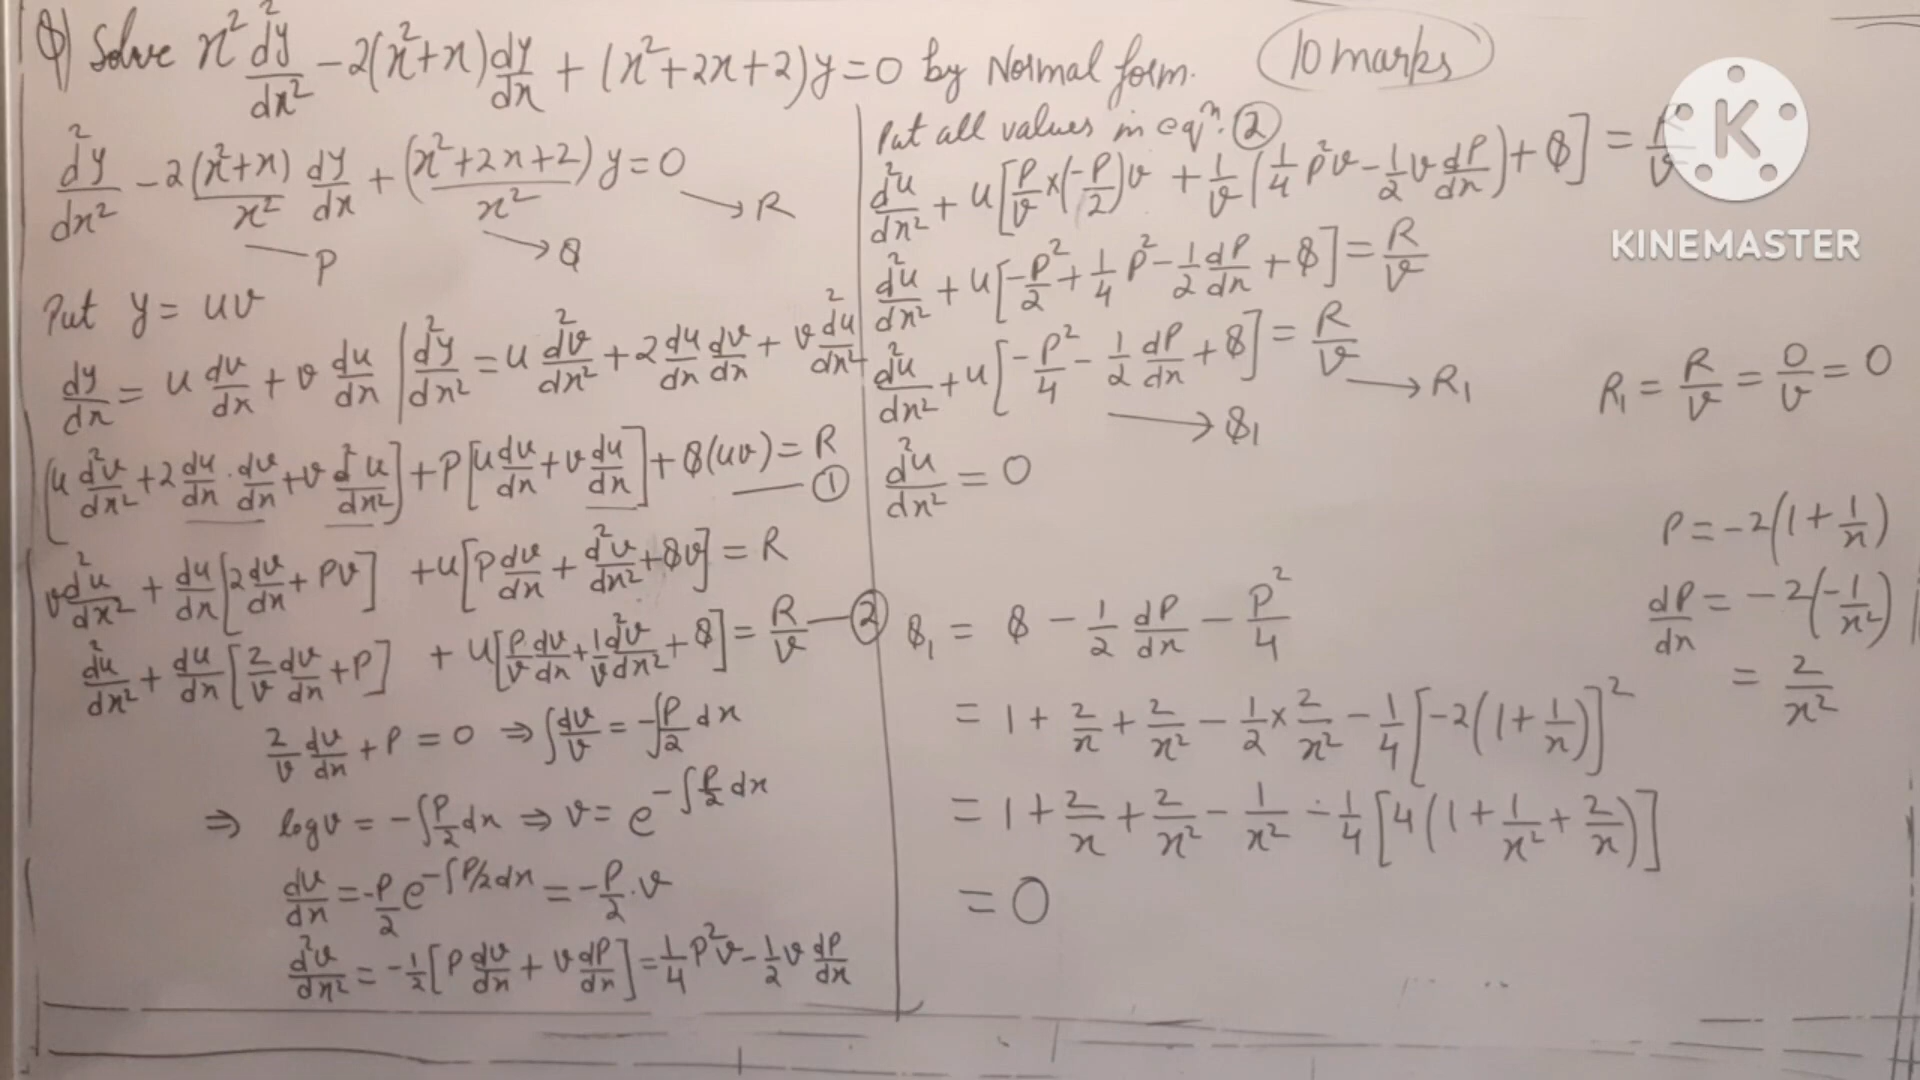 Q) Solve x² d²y/dx² - 2(x²+x) dy/dx + (x²+2x+2)y = 0 by Normal form. 10 marks
d²y/dx² - 2(x²+x)/x² dy/dx + (x²+2x+2)/x² y = 0 → R
P → Q
Put y = uv
dy/dx = u dv/dx + v du/dx | d²y/dx² = u d²v/dx² + 2 du/dx dv/dx + v d²u/dx²
[u d²v/dx² + 2 du/dx . dv/dx + v d²u/dx²] + P[u dv/dx + v du/dx] + Q(uv) = R — ①
v d²u/dx² + du/dx [2 dv/dx + Pv] + u[P dv/dx + d²v/dx² + Qv] = R
d²u/dx² + du/dx [2/v dv/dx + P] + u[P/v dv/dx + 1/v d²v/dx² + Q] = R/v — ②
2/v dv/dx + P = 0 ⇒ ∫dv/v = -∫P/2 dx
⇒ log v = -∫P/2 dx ⇒ v = e^(-∫P/2 dx)
dv/dx = -P/2 e^(-∫P/2 dx) = -P/2 . v
d²v/dx² = -1/2 [P dv/dx + v dP/dx] = 1/4 P²v - 1/2 v dP/dx
Put all values in eqⁿ. ②
d²u/dx² + u[P/v × (-P/2)v + 1/v (1/4 P²v - 1/2 v dP/dx) + Q] = R/v
d²u/dx² + u[-P²/2 + 1/4 P² - 1/2 dP/dx + Q] = R/v
d²u/dx² + u[-P²/4 - 1/2 dP/dx + Q] = R/v → R₁
→ Q₁
d²u/dx² = 0
R₁ = R/v = 0/v = 0
Q₁ = Q - 1/2 dP/dx - P²/4
= 1 + 2/x + 2/x² - 1/2 × 2/x² - 1/4 [-2(1 + 1/x)]²
= 1 + 2/x + 2/x² - 1/x² - 1/4 [4(1 + 1/x² + 2/x)]
= 0
P = -2(1 + 1/x)
dP/dx = -2(-1/x²)
= 2/x²
K
KINEMASTER